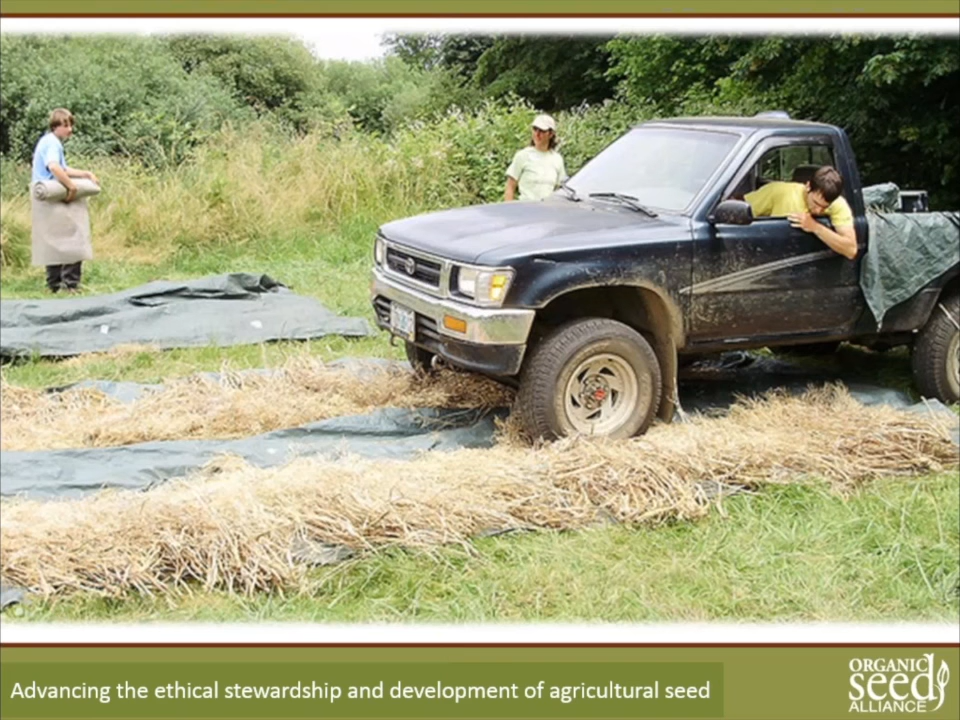 Advancing the ethical stewardship and development of agricultural seed
ORGANIC
seed
ALLIANCE